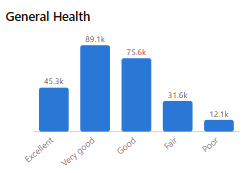 General Health
89.1k
75.6k
45.3k
31.6k
12.1k
Excellent
Very good
Good
Fair
Poor